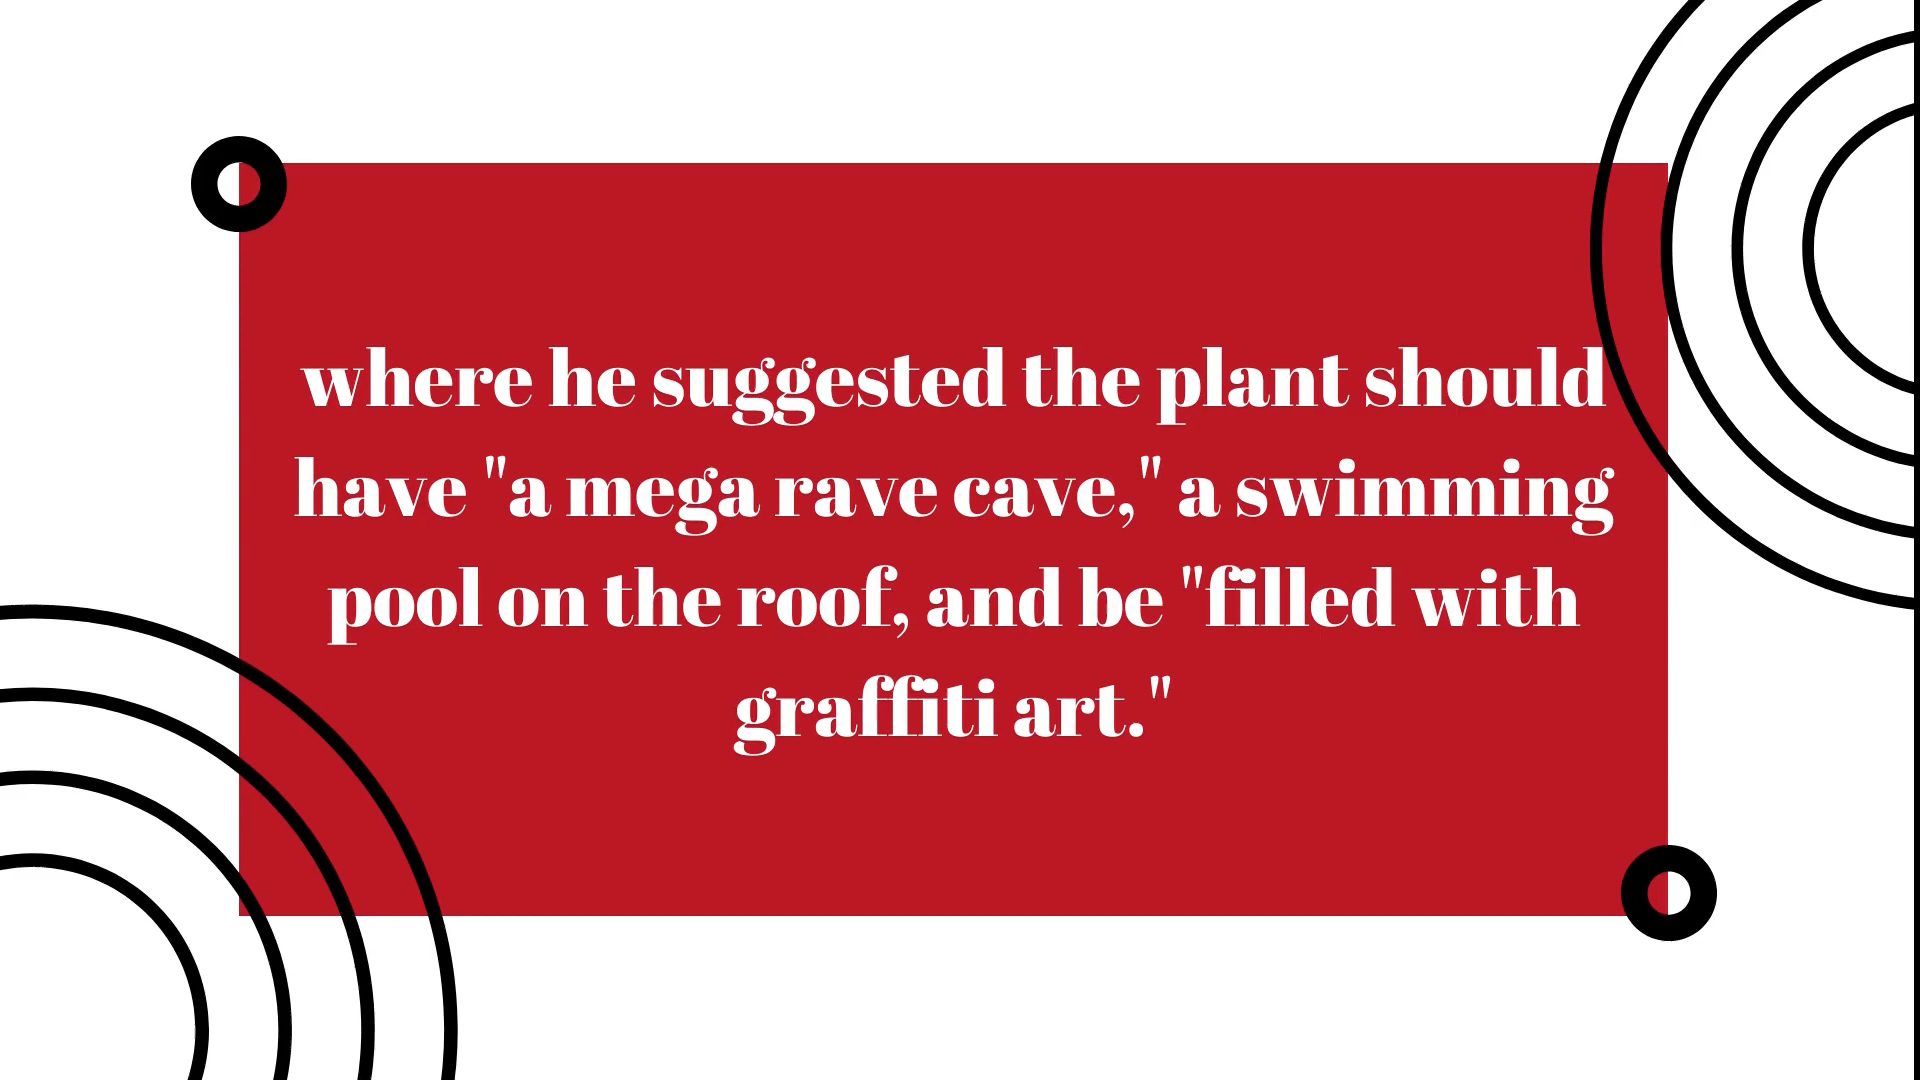 where he suggested the plant should
have "a mega rave cave," a swimming
pool on the roof, and be "filled with
graffiti art."